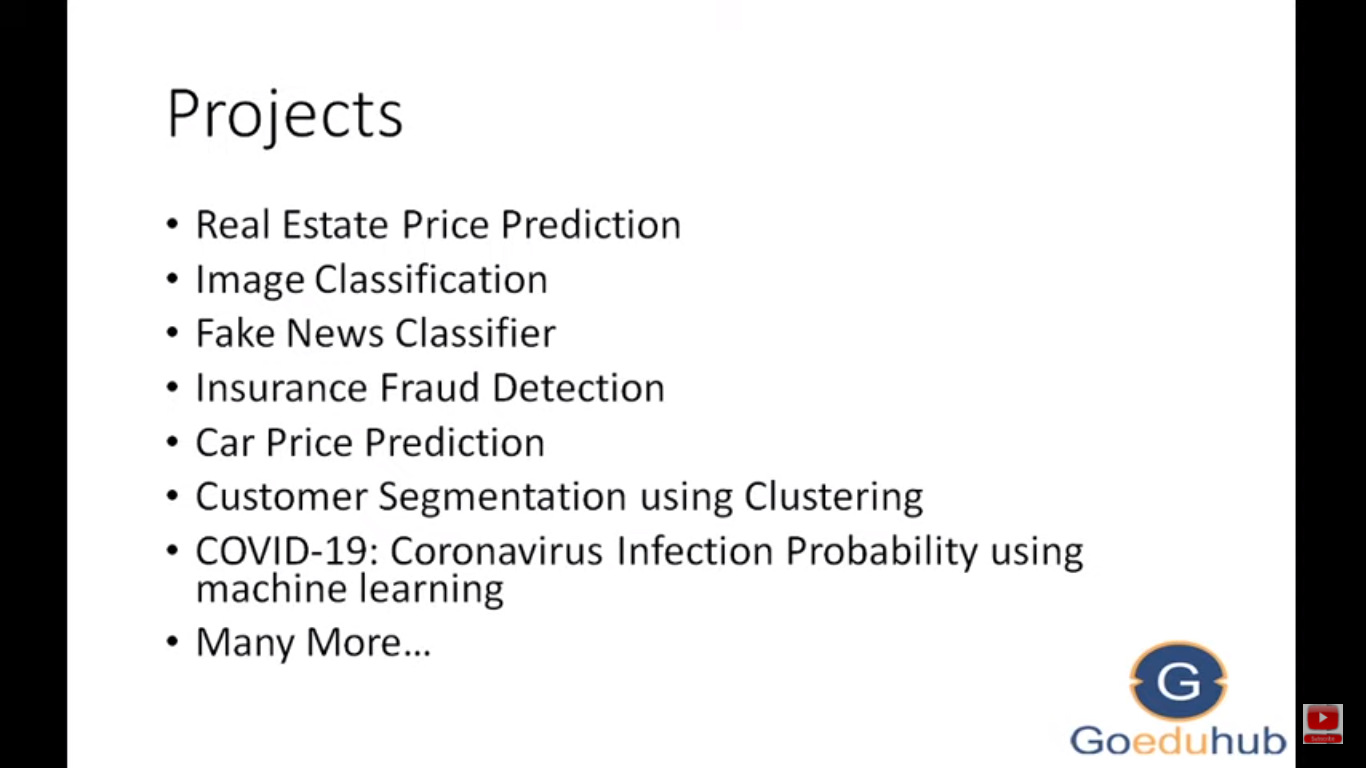 Projects
• Real Estate Price Prediction
• Image Classification
• Fake News Classifier
• Insurance Fraud Detection
• Car Price Prediction
• Customer Segmentation using Clustering
• COVID-19: Coronavirus Infection Probability using
machine learning
• Many More...
G
Goeduhub